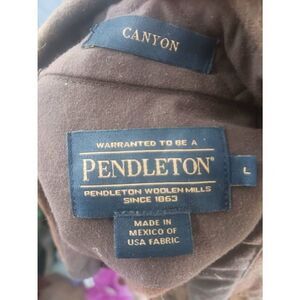 CANYON
WARRANTED TO BE A
PENDLETON®
PENDLETON WOOLEN MILLS
SINCE 1863
L
MADE IN
MEXICO OF
USA FABRIC